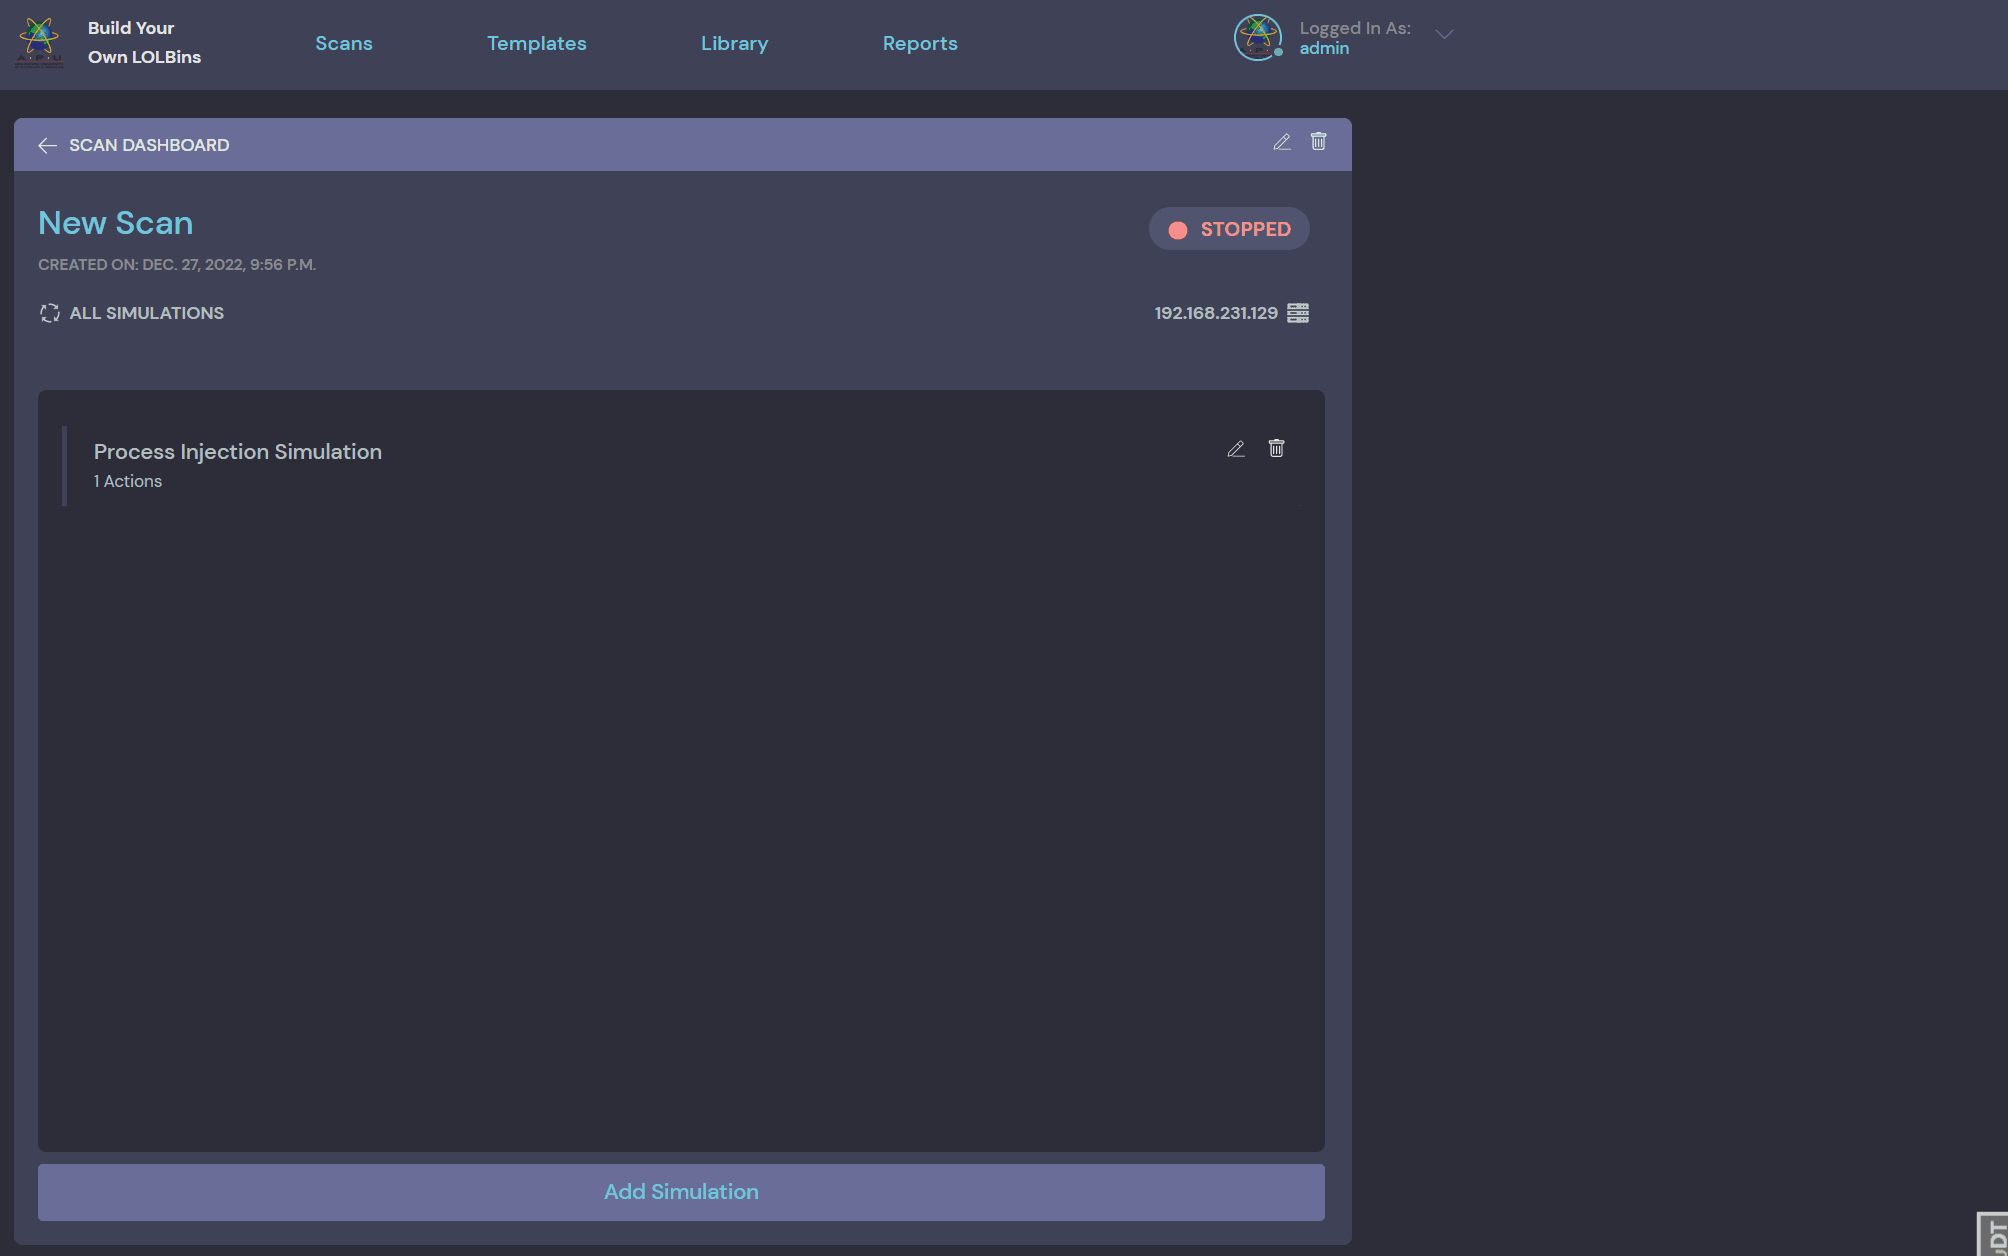 Build Your
Own LOLBins
Scans
Templates
Library
Reports
Logged In As:
admin
SCAN DASHBOARD
New Scan
STOPPED
CREATED ON: DEC. 27, 2022, 9:56 P.M.
ALL SIMULATIONS
192.168.231.129
Process Injection Simulation
1 Actions
Add Simulation